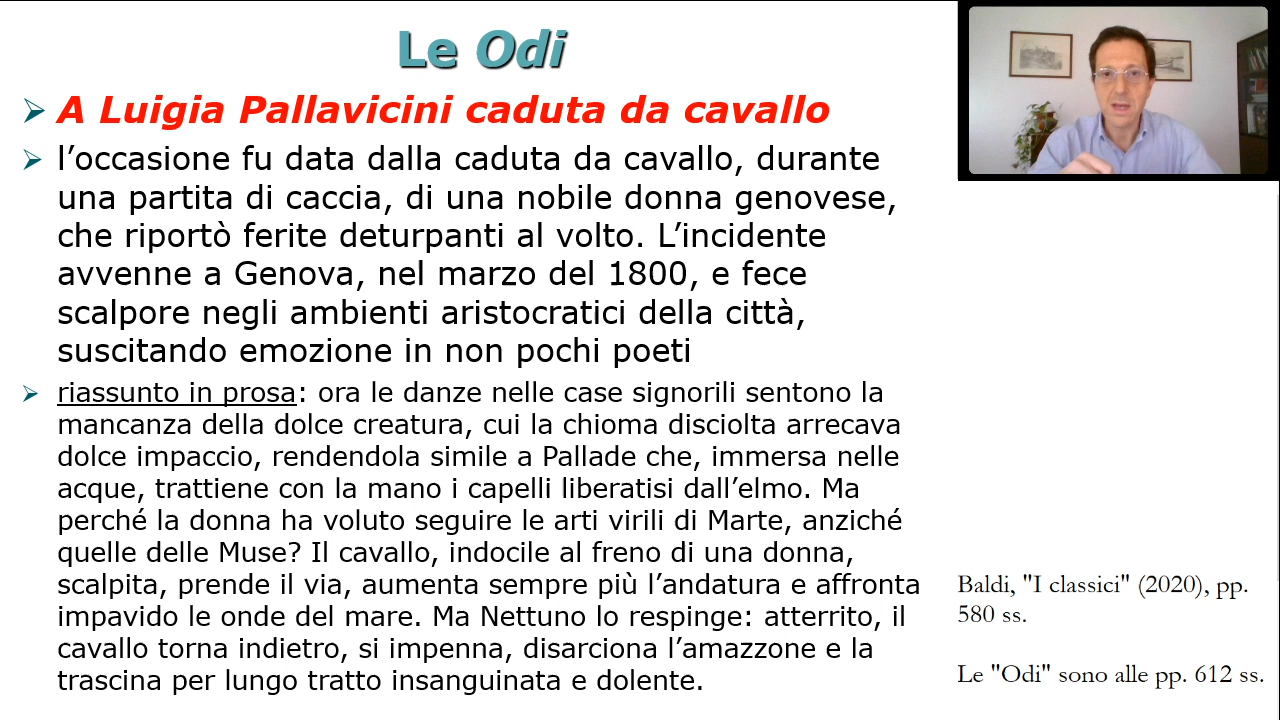 Le Odi
A Luigia Pallavicini caduta da cavallo
l’occasione fu data dalla caduta da cavallo, durante
una partita di caccia, di una nobile donna genovese,
che riportò ferite deturpanti al volto. L’incidente
avvenne a Genova, nel marzo del 1800, e fece
scalpore negli ambienti aristocratici della città,
suscitando emozione in non pochi poeti
riassunto in prosa: ora le danze nelle case signorili sentono la
mancanza della dolce creatura, cui la chioma disciolta arrecava
dolce impaccio, rendendola simile a Pallade che, immersa nelle
acque, trattiene con la mano i capelli liberatisi dall’elmo. Ma
perché la donna ha voluto seguire le arti virili di Marte, anziché
quelle delle Muse? Il cavallo, indocile al freno di una donna,
scalpita, prende il via, aumenta sempre più l’andatura e affronta
impavido le onde del mare. Ma Nettuno lo respinge: atterrito, il
cavallo torna indietro, si impenna, disarciona l’amazzone e la
trascina per lungo tratto insanguinata e dolente.
Baldi, "I classici" (2020), pp.
580 ss.
Le "Odi" sono alle pp. 612 ss.